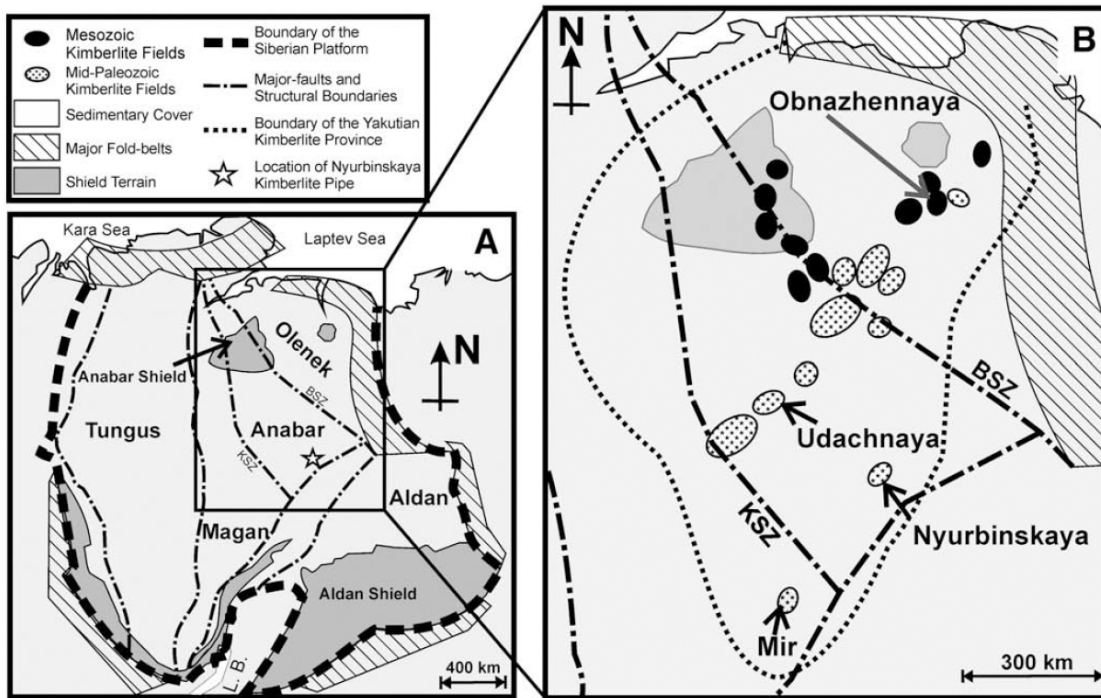 Mesozoic
Kimberlite Fields
Mid-Paleozoic
Kimberlite Fields
Sedimentary Cover
Major Fold-belts
Shield Terrain
Boundary of the
Siberian Platform
Major-faults and
Structural Boundaries
Boundary of the Yakutian
Kimberlite Province
Location of Nyurbinskaya
Kimberlite Pipe
A
Kara Sea
Laptev Sea
N
Olenek
Anabar Shield
BSZ
Tungus
Anabar
KSZ
Aldan
Magan
Aldan Shield
L. B.
400 km
B
N
Obnazhennaya
BSZ
Udachnaya
KSZ
Nyurbinskaya
Mir
300 km